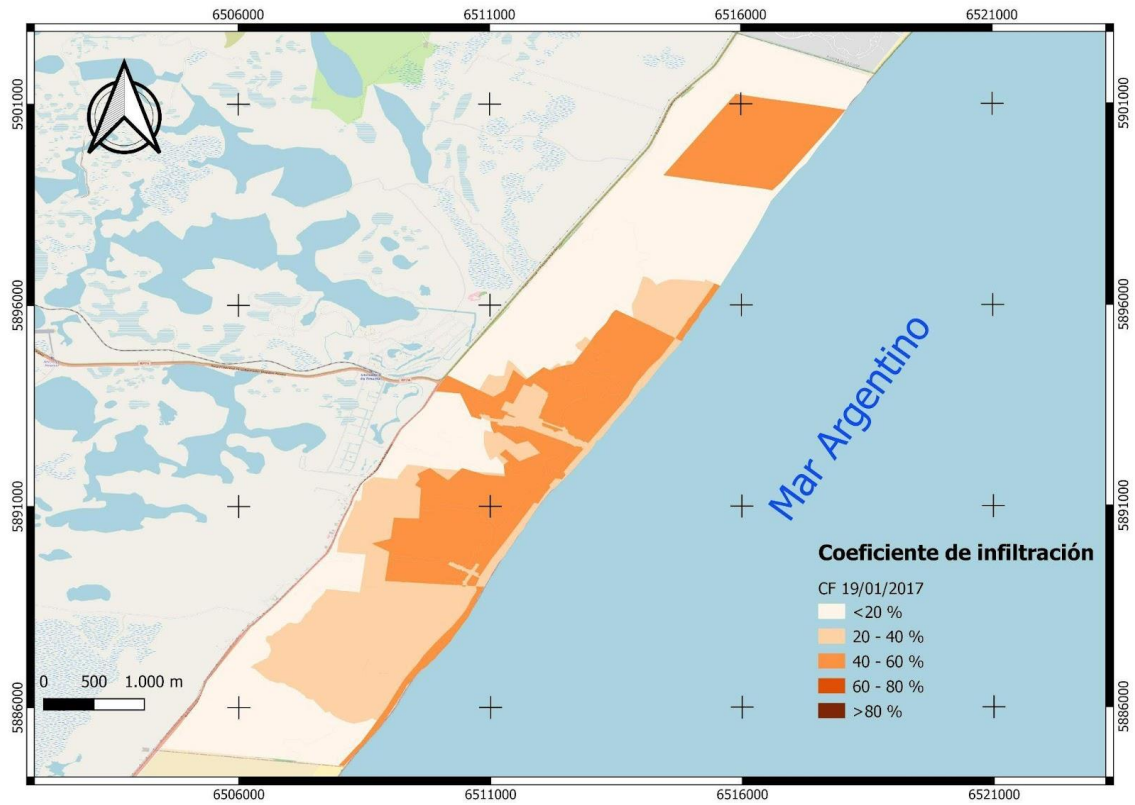 6506000 6511000 6516000 6521000
5901000 5901000
5896000 5896000
Mar Argentino
5891000 5891000
Coeficiente de infiltración
CF 19/01/2017
<20 %
20 - 40 %
40 - 60 %
60 - 80 %
>80 %
0 500 1.000 m
5886000 5886000
6506000 6511000 6516000 6521000